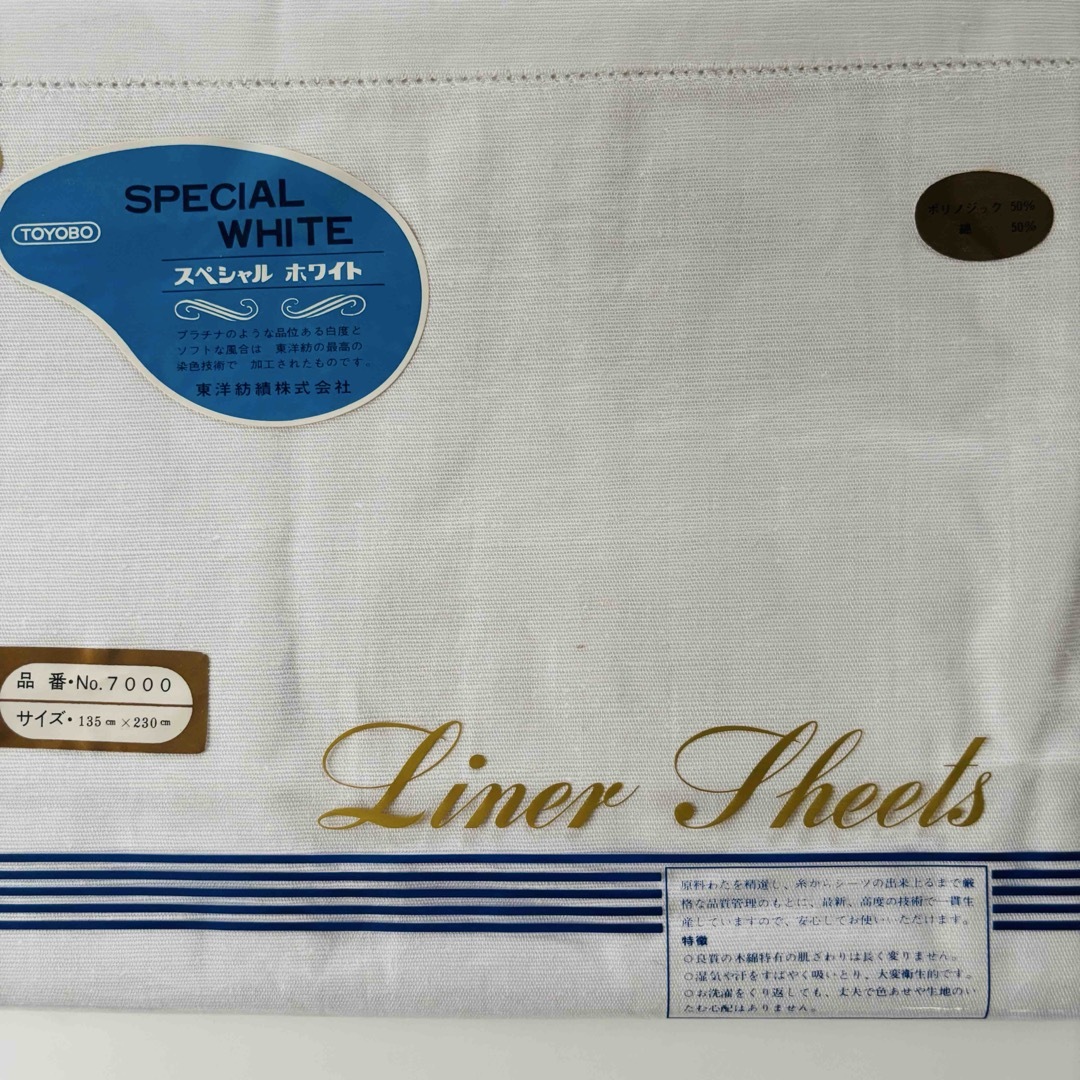 SPECIAL
WHITE
TOYOBO
スペシャル ホワイト
プラチナのような品位ある白度と
ソフトな風合は 東洋紡の最高の
染色技術で 加工されたものです。
東洋紡績株式会社
ポリノジック 50%
綿 50%
品 番・No.7000
サイズ・135㎝×230㎝
Liner Sheets
原料わたを精選し、糸からシーツの出来上るまで厳
格な品質管理のもとに、最新、高度の技術で一貫生
産していますので、安心してお使いいただけます。
特徴
○良質の木綿特有の肌ざわりは長く変りません。
○湿気や汗をすばやく吸いとり、大変衛生的です。
○お洗濯をくり返しても、丈夫で色あせや生地のい
たむ心配はありません。